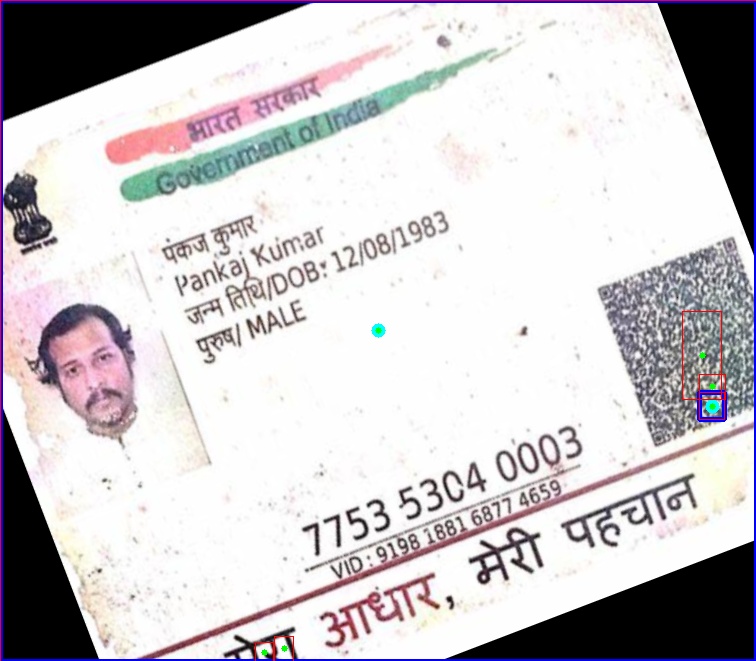 भारत सरकार
Government of India
पंकज कुमार
Pankaj Kumar
जन्म तिथि/DOB: 12/08/1983
पुरुष/ MALE
7753 5304 0003
VID : 9198 1881 6877 4659
मेरा आधार, मेरी पहचान